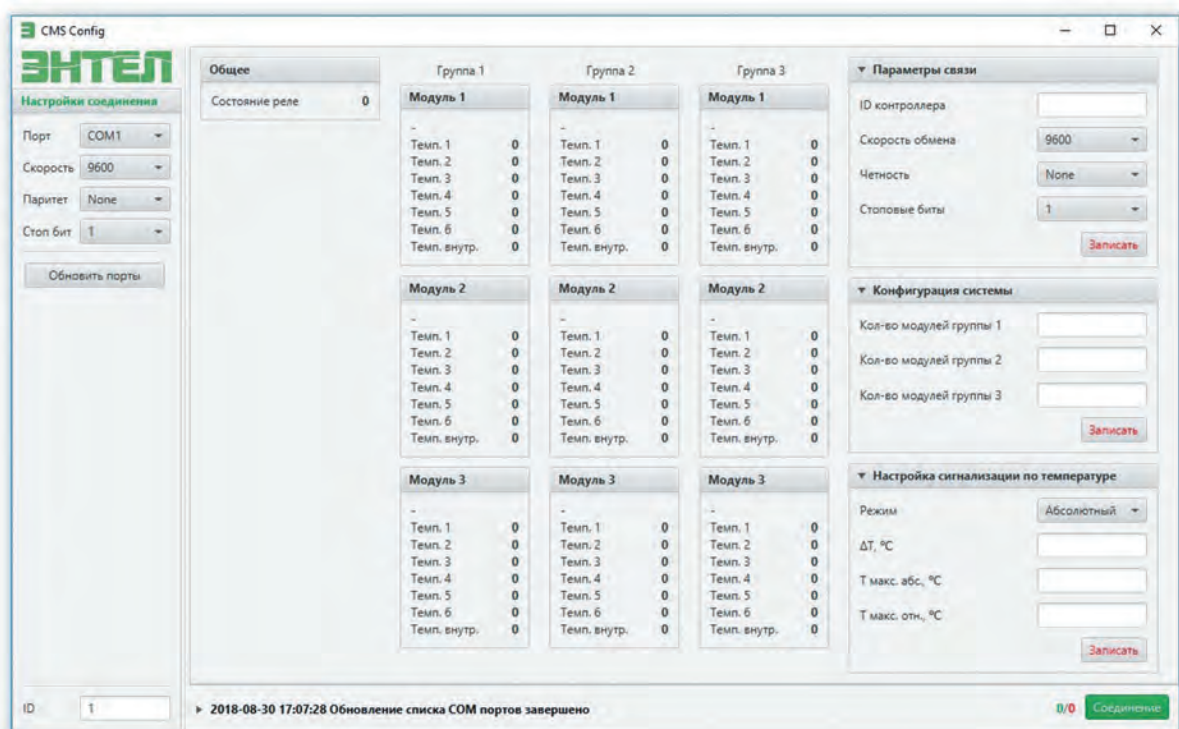 CMS Config
ЭНТЕЛ
Настройки соединения
Порт COM1
Скорость 9600
Паритет None
Стоп бит 1
Обновить порты
ID 1
Общее
Состояние реле 0
Группа 1
Модуль 1
-
Темп. 1 0
Темп. 2 0
Темп. 3 0
Темп. 4 0
Темп. 5 0
Темп. 6 0
Темп. внутр. 0
Модуль 2
-
Темп. 1 0
Темп. 2 0
Темп. 3 0
Темп. 4 0
Темп. 5 0
Темп. 6 0
Темп. внутр. 0
Модуль 3
-
Темп. 1 0
Темп. 2 0
Темп. 3 0
Темп. 4 0
Темп. 5 0
Темп. 6 0
Темп. внутр. 0
Группа 2
Модуль 1
-
Темп. 1 0
Темп. 2 0
Темп. 3 0
Темп. 4 0
Темп. 5 0
Темп. 6 0
Темп. внутр. 0
Модуль 2
-
Темп. 1 0
Темп. 2 0
Темп. 3 0
Темп. 4 0
Темп. 5 0
Темп. 6 0
Темп. внутр. 0
Модуль 3
-
Темп. 1 0
Темп. 2 0
Темп. 3 0
Темп. 4 0
Темп. 5 0
Темп. 6 0
Темп. внутр. 0
Группа 3
Модуль 1
-
Темп. 1 0
Темп. 2 0
Темп. 3 0
Темп. 4 0
Темп. 5 0
Темп. 6 0
Темп. внутр. 0
Модуль 2
-
Темп. 1 0
Темп. 2 0
Темп. 3 0
Темп. 4 0
Темп. 5 0
Темп. 6 0
Темп. внутр. 0
Модуль 3
-
Темп. 1 0
Темп. 2 0
Темп. 3 0
Темп. 4 0
Темп. 5 0
Темп. 6 0
Темп. внутр. 0
Параметры связи
ID контроллера
Скорость обмена 9600
Четность None
Стоповые биты 1
Записать
Конфигурация системы
Кол-во модулей группы 1
Кол-во модулей группы 2
Кол-во модулей группы 3
Записать
Настройка сигнализации по температуре
Режим Абсолютный
ΔT, °C
Т макс. абс., °C
Т макс. отн., °C
Записать
2018-08-30 17:07:28 Обновление списка COM портов завершено
0/0 Соединение